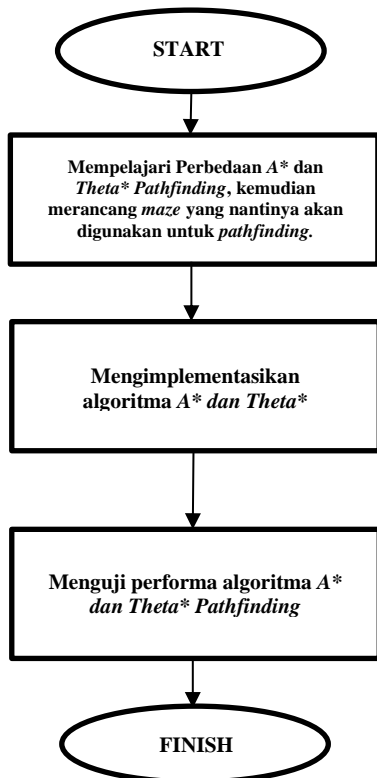 START
Mempelajari Perbedaan A* dan
Theta* Pathfinding, kemudian
merancang maze yang nantinya akan
digunakan untuk pathfinding.
Mengimplementasikan
algoritma A* dan Theta*
Menguji performa algoritma A*
dan Theta* Pathfinding
FINISH